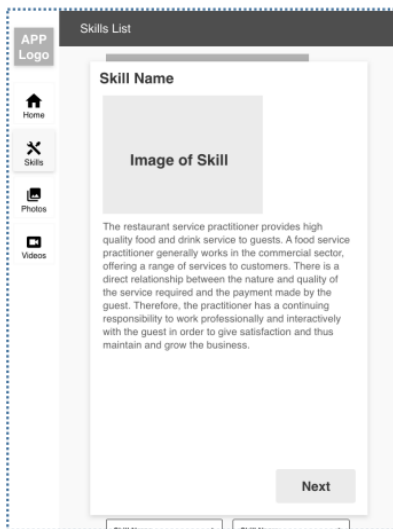 Skills List
APP
Logo
Home
Skills
Photos
Videos
Skill Name
Image of Skill
The restaurant service practitioner provides high
quality food and drink service to guests. A food service
practitioner generally works in the commercial sector,
offering a range of services to customers. There is a
direct relationship between the nature and quality of
the service required and the payment made by the
guest. Therefore, the practitioner has a continuing
responsibility to work professionally and interactively
with the guest in order to give satisfaction and thus
maintain and grow the business.
Next